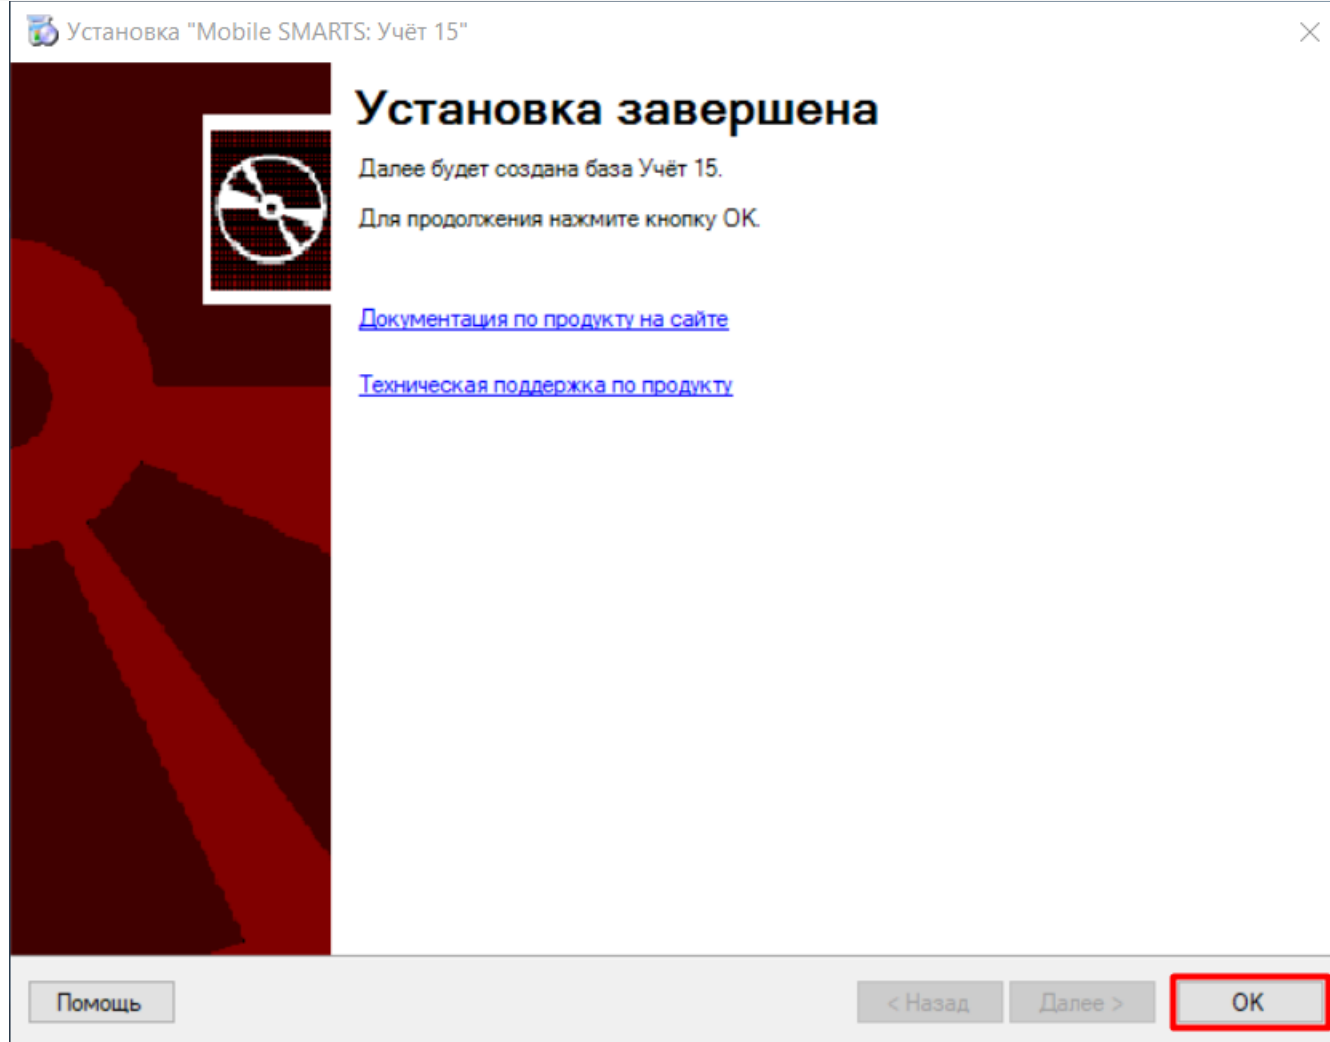 Установка "Mobile SMARTS: Учёт 15"
Установка завершена
Далее будет создана база Учёт 15.
Для продолжения нажмите кнопку ОК.
Документация по продукту на сайте
Техническая поддержка по продукту
Помощь
< Назад
Далее >
ОК